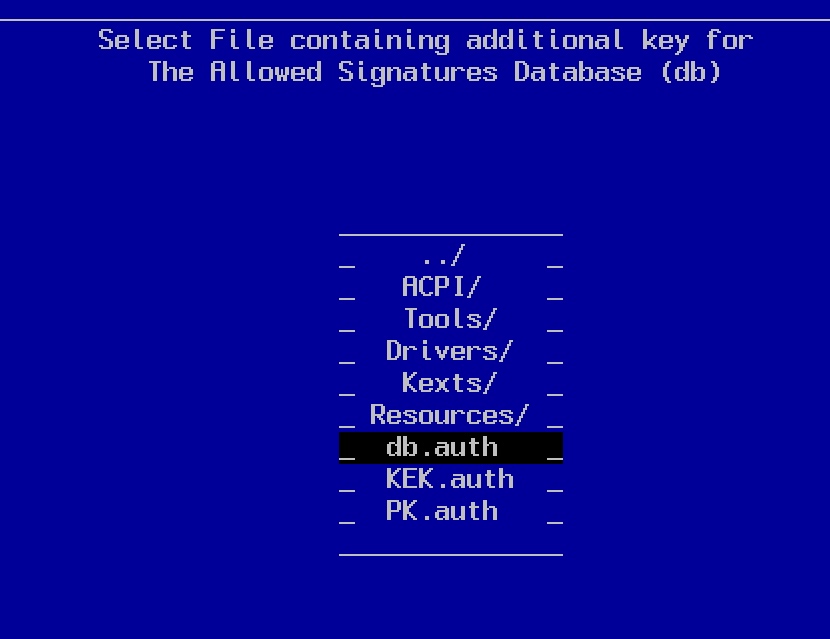 Select File containing additional key for
The Allowed Signatures Database (db)
../
ACPI/
Tools/
Drivers/
Kexts/
Resources/
db.auth
KEK.auth
PK.auth